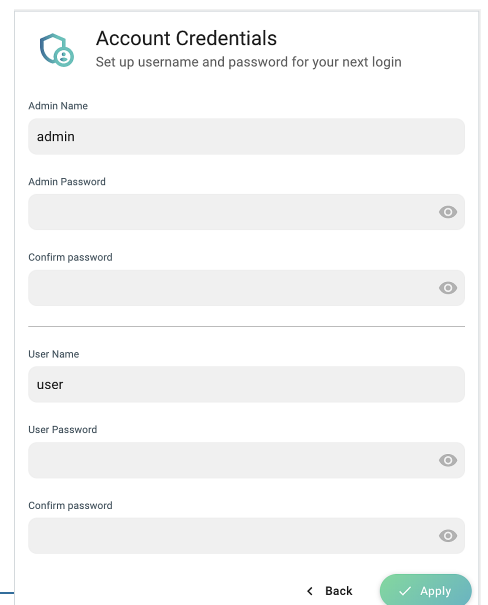 Account Credentials
Set up username and password for your next login
Admin Name
admin
Admin Password
Confirm password
User Name
user
User Password
Confirm password
Back
Apply